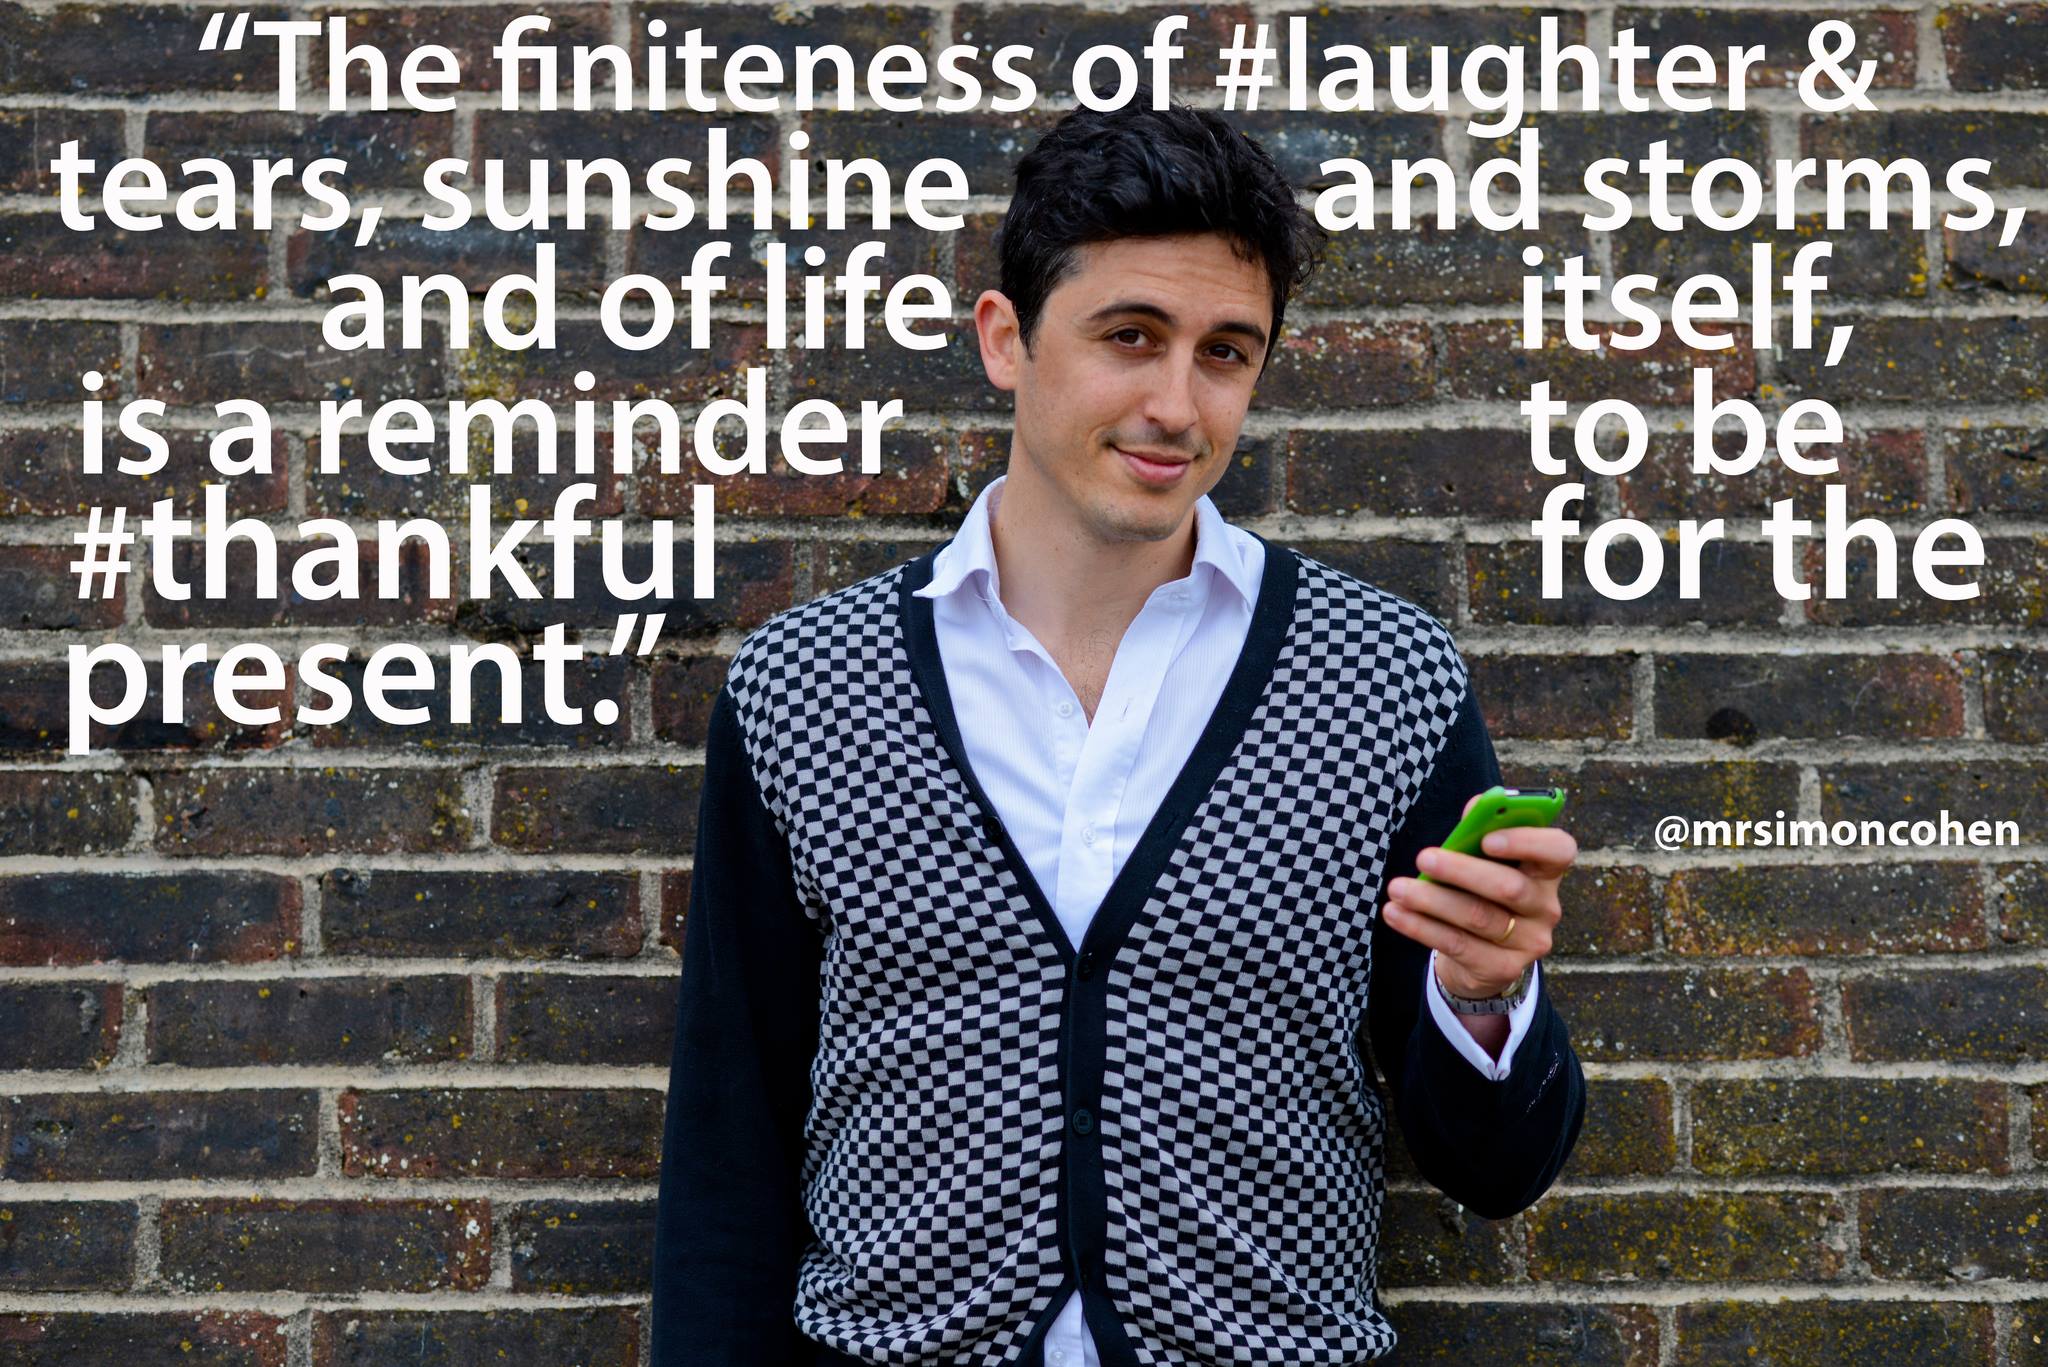 “The finiteness of #laughter &
tears, sunshine and storms,
and of life itself,
is a reminder to be
#thankful for the
present.”
@mrsimoncohen